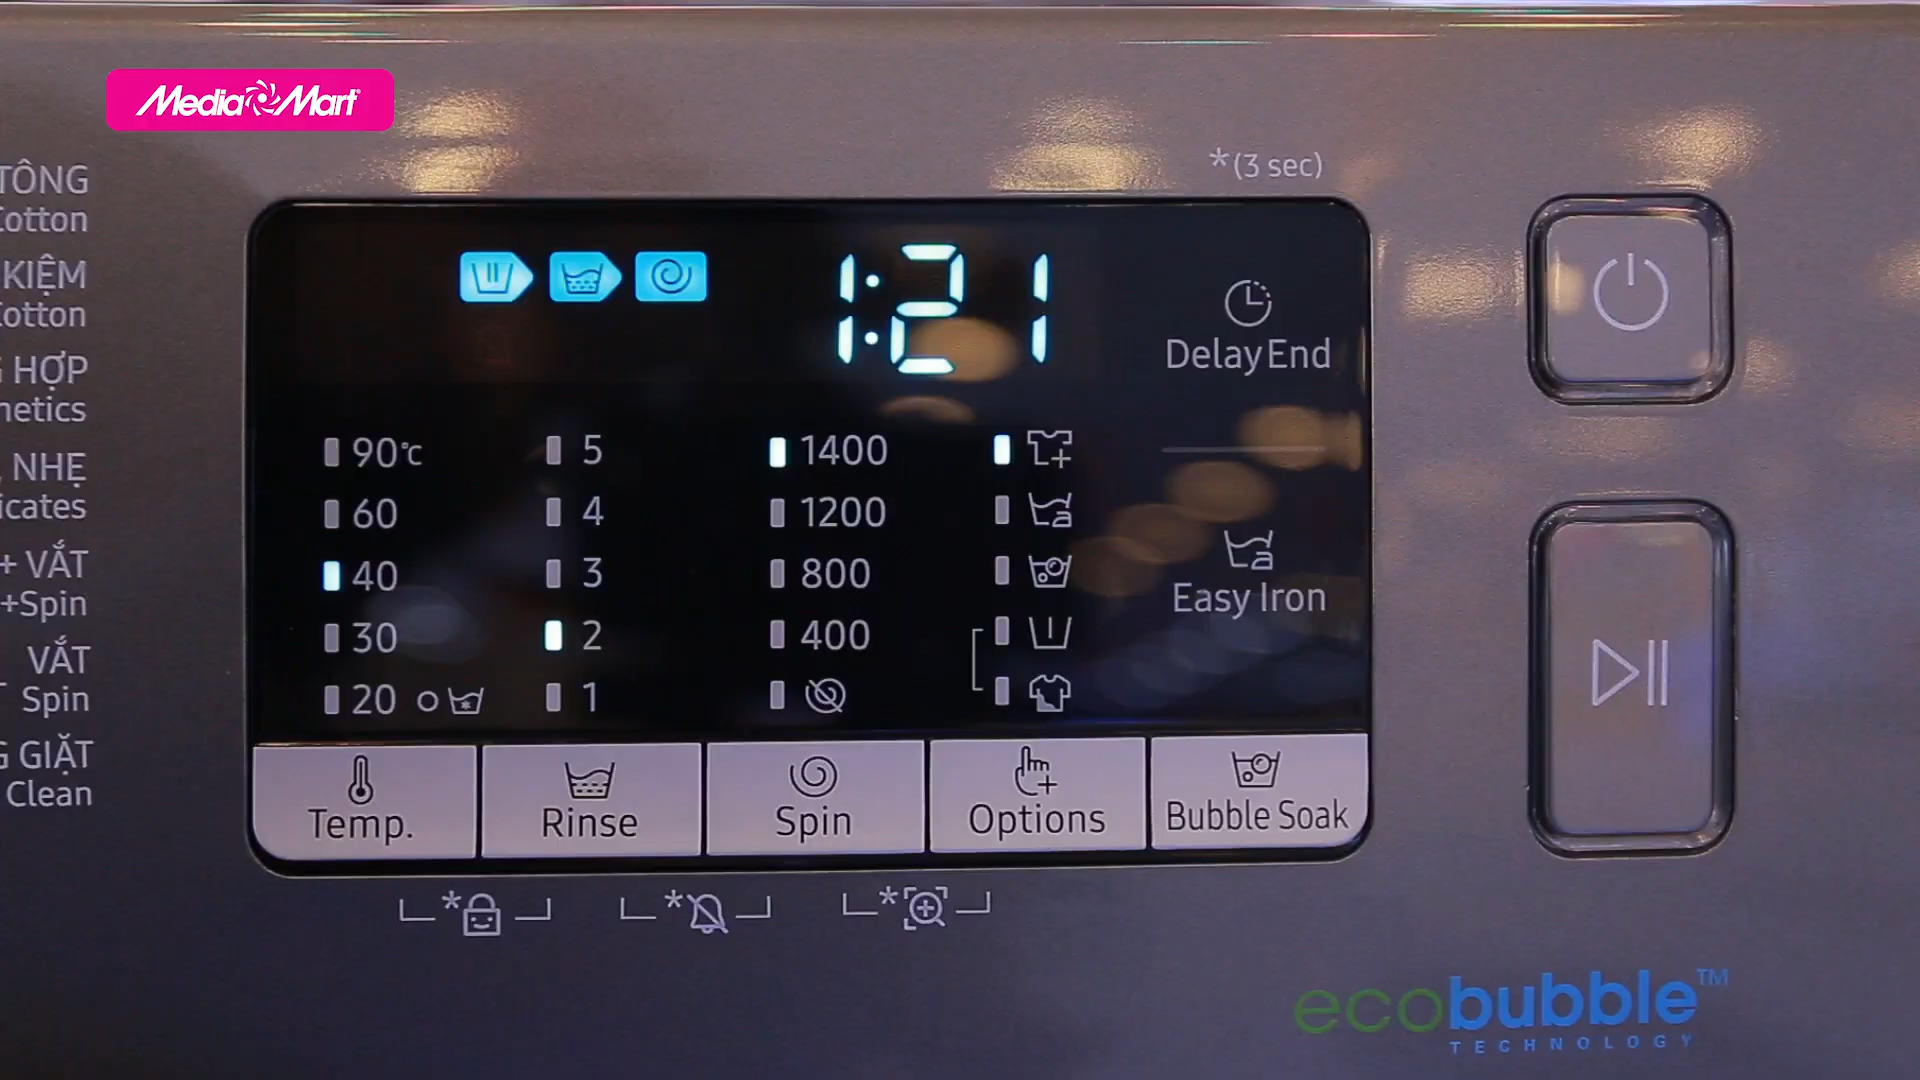 MediaMart
*(3 sec)
TÔNG
Cotton
KIỆM
Cotton
G HỢP
netics
NHẸ
icates
+ VẮT
+Spin
VẮT
Spin
G GIẶT
Clean
1:21
Delay End
90°C 5 1400
60 4 1200
40 3 800
30 2 400
20 1
Easy Iron
Temp. Rinse Spin Options Bubble Soak
* * *
ecobubble™
TECHNOLOGY